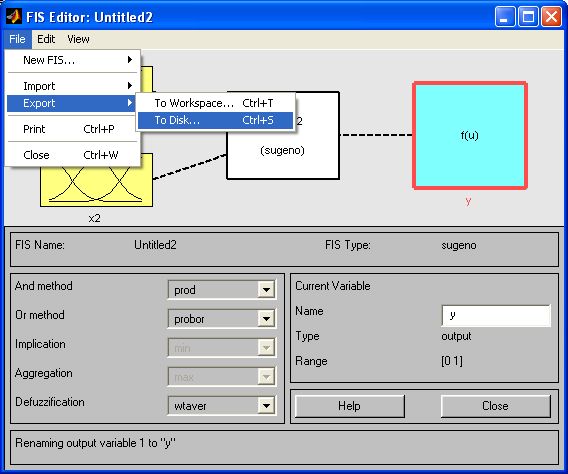 FIS Editor: Untitled2
File Edit View
New FIS...
Import
Export
To Workspace... Ctrl+T
To Disk... Ctrl+S
Print Ctrl+P
Close Ctrl+W
2
(sugeno)
f(u)
x2
y
FIS Name: Untitled2 FIS Type: sugeno
And method prod
Or method probor
Implication min
Aggregation max
Defuzzification wtaver
Current Variable
Name y
Type output
Range [0 1]
Help Close
Renaming output variable 1 to "y"